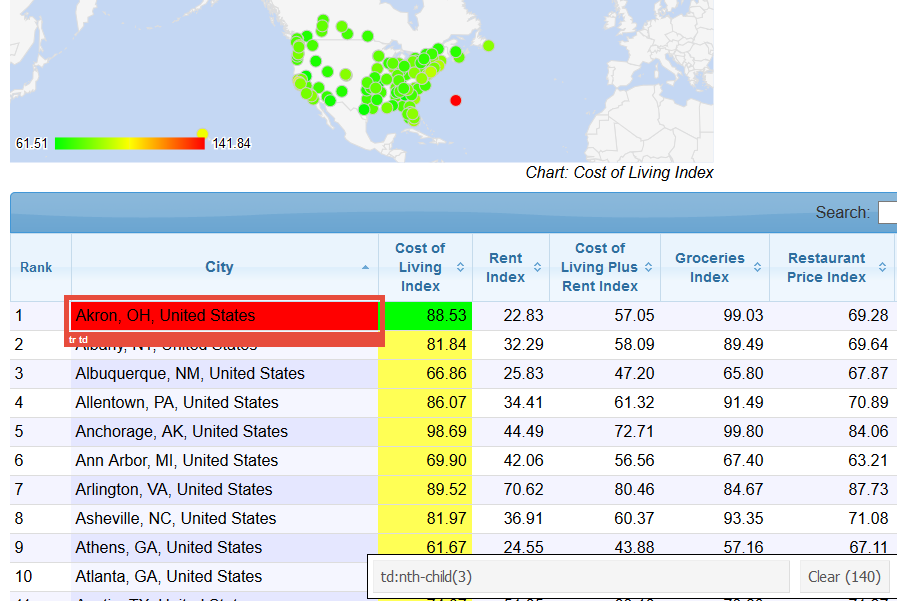 61.51 141.84
Chart: Cost of Living Index
Search:
Rank City Cost of Living Index Rent Index Cost of Living Plus Rent Index Groceries Index Restaurant Price Index
1 Akron, OH, United States 88.53 22.83 57.05 99.03 69.28
tr td
2 Albany, NY, United States 81.84 32.29 58.09 89.49 69.64
3 Albuquerque, NM, United States 66.86 25.83 47.20 65.80 67.87
4 Allentown, PA, United States 86.07 34.41 61.32 91.49 70.89
5 Anchorage, AK, United States 98.69 44.49 72.71 99.80 84.06
6 Ann Arbor, MI, United States 69.90 42.06 56.56 67.40 63.21
7 Arlington, VA, United States 89.52 70.62 80.46 84.67 87.73
8 Asheville, NC, United States 81.97 36.91 60.37 93.35 71.08
9 Athens, GA, United States 61.67 24.55 43.88 57.16 67.11
10 Atlanta, GA, United States
td:nth-child(3) Clear (140)